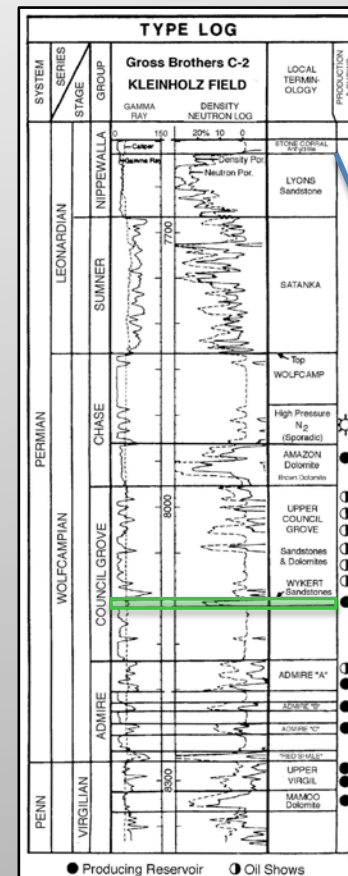 TYPE LOG
SYSTEM
SERIES
STAGE
GROUP
Gross Brothers C-2
KLEINHOLZ FIELD
GAMMA RAY
DENSITY NEUTRON LOG
LOCAL
TERMIN-
OLOGY
PRODUCTION
0 150
20% 10 0
Caliper
Gamma Ray
Density Por.
Neutron Por.
STONE CORRAL
Anhydrite
LYONS
Sandstone
NIPPEWALLA
LEONARDIAN
7700
SUMNER
SATANKA
Top
WOLFCAMP
CHASE
High Pressure
N2
(Sporadic)
PERMIAN
AMAZON
Dolomite
Brown Dolomite
WOLFCAMPIAN
8000
COUNCIL GROVE
UPPER
COUNCIL
GROVE
Sandstones
& Dolomites
WYKERT
Sandstones
ADMIRE
ADMIRE "A"
ADMIRE "B"
ADMIRE "C"
"RED SHALE"
PENN
VIRGILIAN
8300
UPPER
VIRGIL
MAMOO
Dolomite
Producing Reservoir Oil Shows